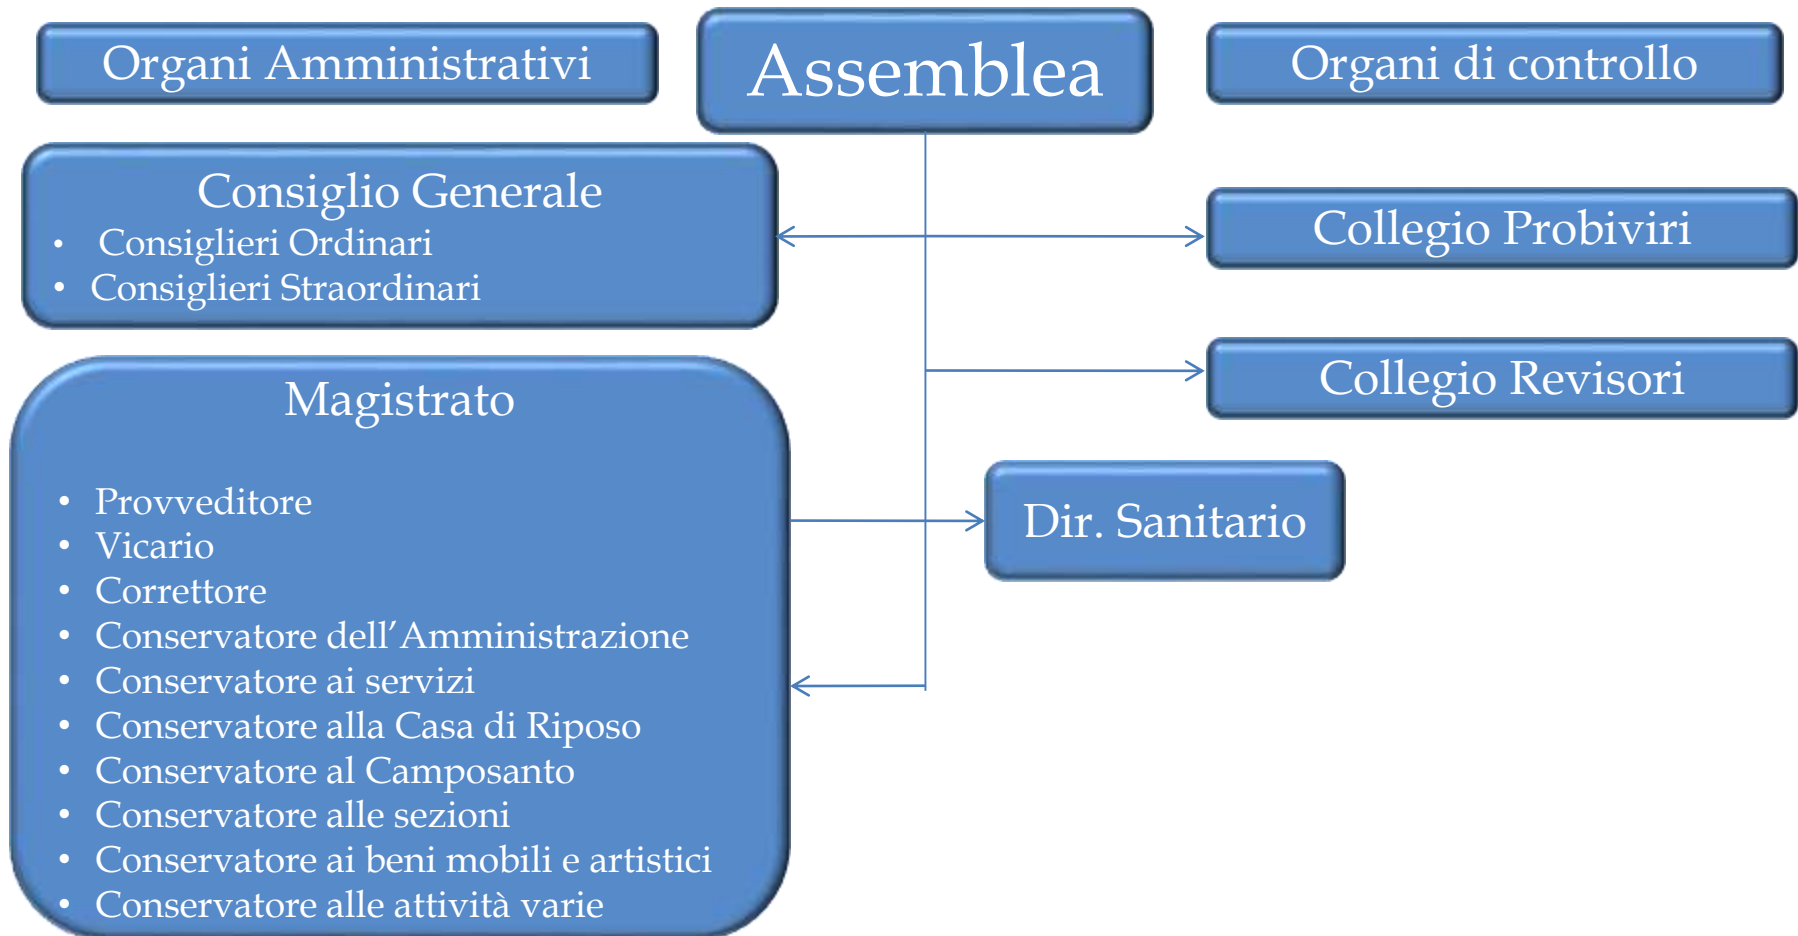 Organi Amministrativi
Assemblea
Organi di controllo
Consiglio Generale
• Consiglieri Ordinari
• Consiglieri Straordinari
Collegio Probiviri
Collegio Revisori
Magistrato
• Provveditore
• Vicario
• Correttore
• Conservatore dell’Amministrazione
• Conservatore ai servizi
• Conservatore alla Casa di Riposo
• Conservatore al Camposanto
• Conservatore alle sezioni
• Conservatore ai beni mobili e artistici
• Conservatore alle attività varie
Dir. Sanitario